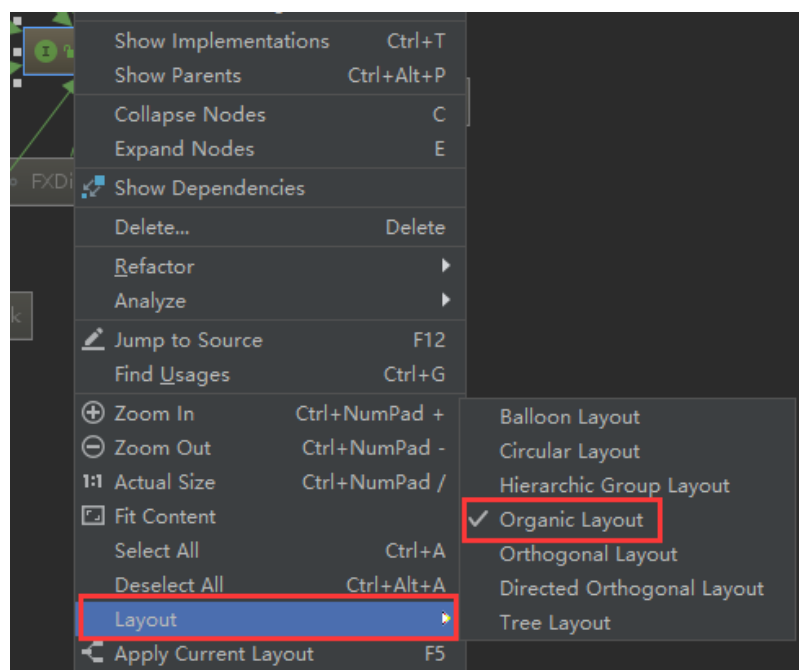 Show Implementations Ctrl+T
Show Parents Ctrl+Alt+P
Collapse Nodes C
Expand Nodes E
FXDi
Show Dependencies
Delete... Delete
Refactor
Analyze
k
Jump to Source F12
Find Usages Ctrl+G
Zoom In Ctrl+NumPad +
Zoom Out Ctrl+NumPad -
1:1 Actual Size Ctrl+NumPad /
Fit Content
Select All Ctrl+A
Deselect All Ctrl+Alt+A
Layout
Apply Current Layout F5
Balloon Layout
Circular Layout
Hierarchic Group Layout
Organic Layout
Orthogonal Layout
Directed Orthogonal Layout
Tree Layout